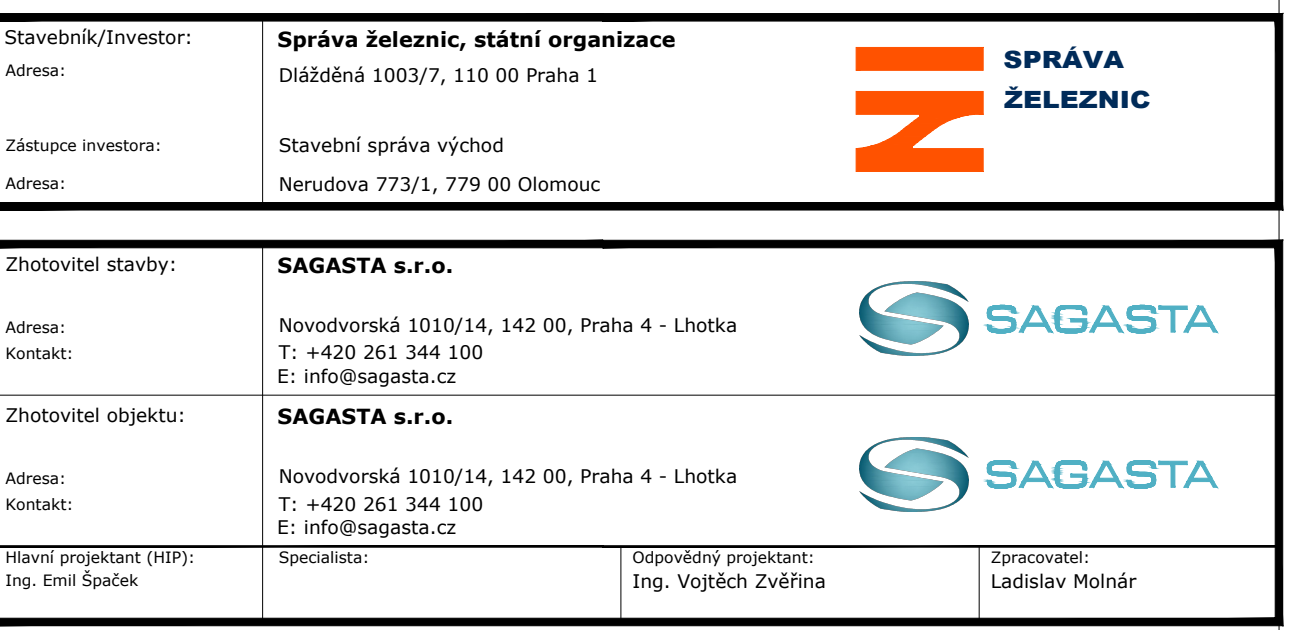 Stavebník/Investor: Správa železnic, státní organizace
Adresa: Dlážděná 1003/7, 110 00 Praha 1
SPRÁVA
ŽELEZNIC
Zástupce investora: Stavební správa východ
Adresa: Nerudova 773/1, 779 00 Olomouc
Zhotovitel stavby: SAGASTA s.r.o.
SAGASTA
Adresa: Novodvorská 1010/14, 142 00, Praha 4 - Lhotka
Kontakt: T: +420 261 344 100
E: info@sagasta.cz
Zhotovitel objektu: SAGASTA s.r.o.
SAGASTA
Adresa: Novodvorská 1010/14, 142 00, Praha 4 - Lhotka
Kontakt: T: +420 261 344 100
E: info@sagasta.cz
Hlavní projektant (HIP): Specialista: Odpovědný projektant: Zpracovatel:
Ing. Emil Špaček Ing. Vojtěch Zvěřina Ladislav Molnár